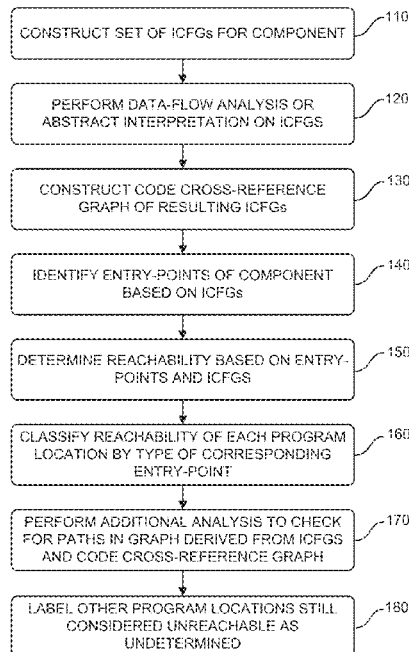 CONSTRUCT SET OF ICFGs FOR COMPONENT
110
PERFORM DATA-FLOW ANALYSIS OR
ABSTRACT INTERPRETATION ON ICFGS
120
CONSTRUCT CODE CROSS-REFERENCE
GRAPH OF RESULTING ICFGs
130
IDENTIFY ENTRY-POINTS OF COMPONENT
BASED ON ICFGs
140
DETERMINE REACHABILITY BASED ON ENTRY-
POINTS AND ICFGS
150
CLASSIFY REACHABILITY OF EACH PROGRAM
LOCATION BY TYPE OF CORRESPONDING
ENTRY-POINT
160
PERFORM ADDITIONAL ANALYSIS TO CHECK
FOR PATHS IN GRAPH DERIVED FROM ICFGS
AND CODE CROSS-REFERENCE GRAPH
170
LABEL OTHER PROGRAM LOCATIONS STILL
CONSIDERED UNREACHABLE AS
UNDETERMINED
180